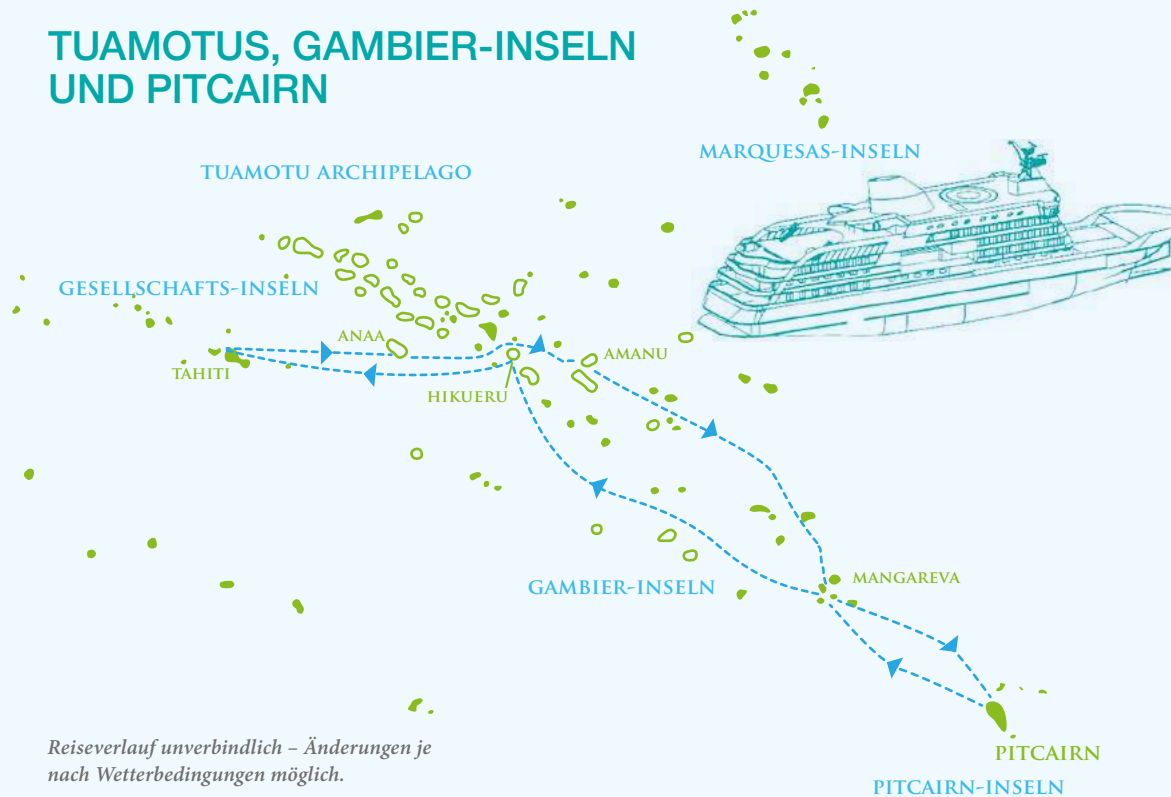 TUAMOTUS, GAMBIER-INSELN
UND PITCAIRN
MARQUESAS-INSELN
TUAMOTU ARCHIPELAGO
GESELLSCHAFTS-INSELN
ANAA
AMANU
TAHITI
HIKUERU
GAMBIER-INSELN
MANGAREVA
Reiseverlauf unverbindlich – Änderungen je
nach Wetterbedingungen möglich.
PITCAIRN
PITCAIRN-INSELN